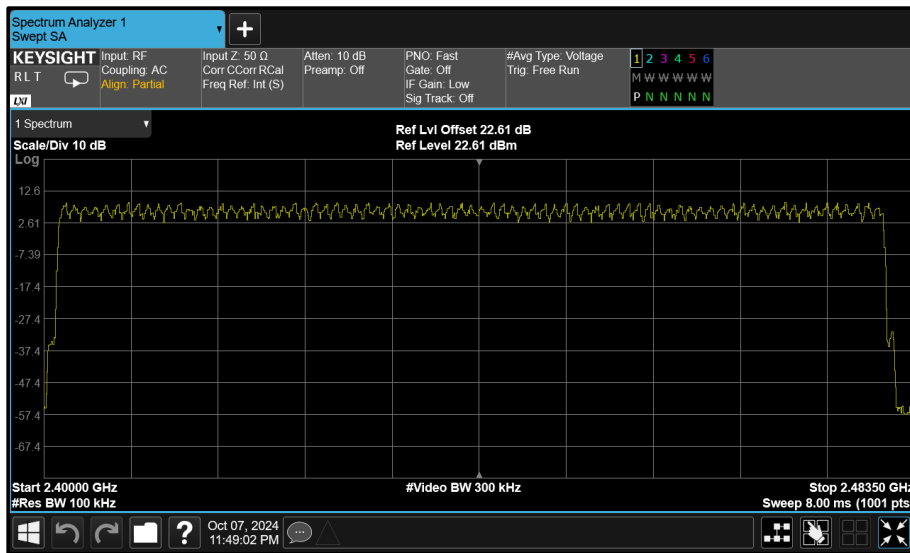 Spectrum Analyzer 1
Swept SA
+
KEYSIGHT
R L T
LXI
Input: RF
Coupling: AC
Align: Partial
Input Z: 50 Ω
Corr CCorr RCal
Freq Ref: Int (S)
Atten: 10 dB
Preamp: Off
PNO: Fast
Gate: Off
IF Gain: Low
Sig Track: Off
#Avg Type: Voltage
Trig: Free Run
1 2 3 4 5 6
M W W W W W
P N N N N N
1 Spectrum
Scale/Div 10 dB
Ref Lvl Offset 22.61 dB
Ref Level 22.61 dBm
Log
12.6
2.61
-7.39
-17.4
-27.4
-37.4
-47.4
-57.4
-67.4
Start 2.40000 GHz
#Video BW 300 kHz
Stop 2.48350 GHz
#Res BW 100 kHz
Sweep 8.00 ms (1001 pts
?
Oct 07, 2024
11:49:02 PM